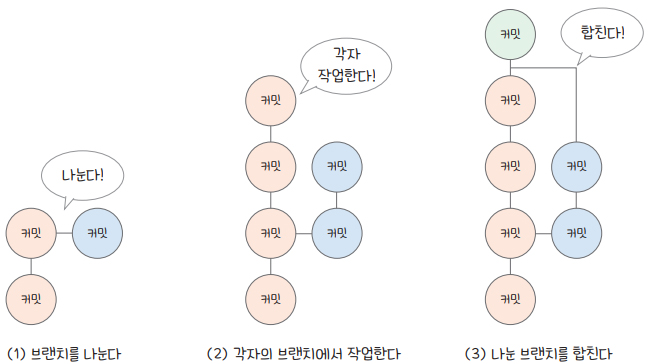 나눈다!
커밋
커밋
커밋
(1) 브랜치를 나눈다
각자
작업한다!
커밋
커밋
커밋
커밋
커밋
커밋
(2) 각자의 브랜치에서 작업한다
합친다!
커밋
커밋
커밋
커밋
커밋
커밋
커밋
(3) 나눈 브랜치를 합친다